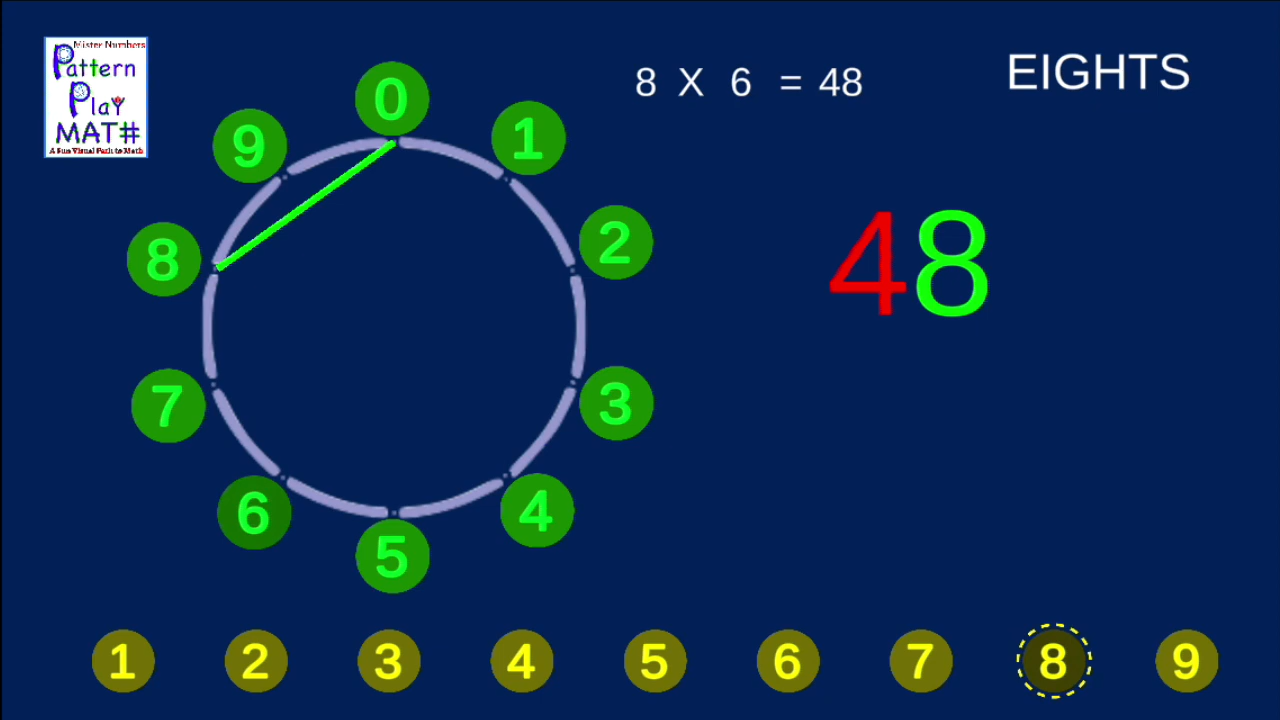 Mister Numbers
Pattern
Play
MATH
A Fun Visual Path to Math
8 X 6 = 48
EIGHTS
0
1
2
3
4
5
6
7
8
9
48
1 2 3 4 5 6 7 8 9